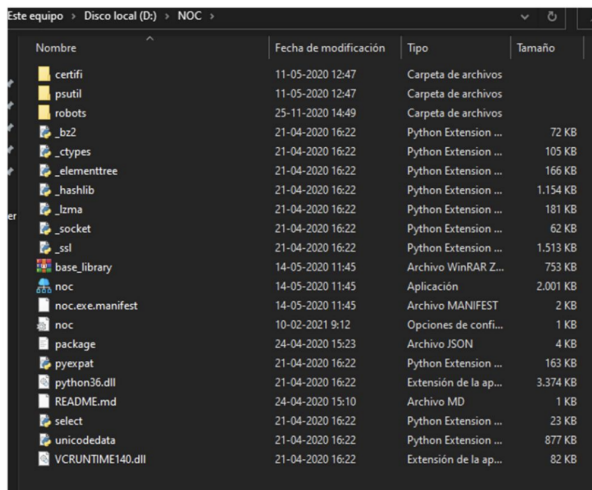 Este equipo > Disco local (D:) > NOC >
Nombre Fecha de modificación Tipo Tamaño
certifi 11-05-2020 12:47 Carpeta de archivos
psutil 11-05-2020 12:47 Carpeta de archivos
robots 25-11-2020 14:49 Carpeta de archivos
_bz2 21-04-2020 16:22 Python Extension ... 72 KB
_ctypes 21-04-2020 16:22 Python Extension ... 105 KB
_elementtree 21-04-2020 16:22 Python Extension ... 166 KB
_hashlib 21-04-2020 16:22 Python Extension ... 1.154 KB
_lzma 21-04-2020 16:22 Python Extension ... 181 KB
_socket 21-04-2020 16:22 Python Extension ... 62 KB
er
_ssl 21-04-2020 16:22 Python Extension ... 1.513 KB
base_library 14-05-2020 11:45 Archivo WinRAR Z... 753 KB
noc 14-05-2020 11:45 Aplicación 2.001 KB
noc.exe.manifest 14-05-2020 11:45 Archivo MANIFEST 2 KB
noc 10-02-2021 9:12 Opciones de confi... 1 KB
package 24-04-2020 15:23 Archivo JSON 4 KB
pyexpat 21-04-2020 16:22 Python Extension ... 163 KB
python36.dll 21-04-2020 16:22 Extensión de la ap... 3.374 KB
README.md 24-04-2020 15:10 Archivo MD 1 KB
select 21-04-2020 16:22 Python Extension ... 23 KB
unicodedata 21-04-2020 16:22 Python Extension ... 877 KB
VCRUNTIME140.dll 21-04-2020 16:22 Extensión de la ap... 82 KB